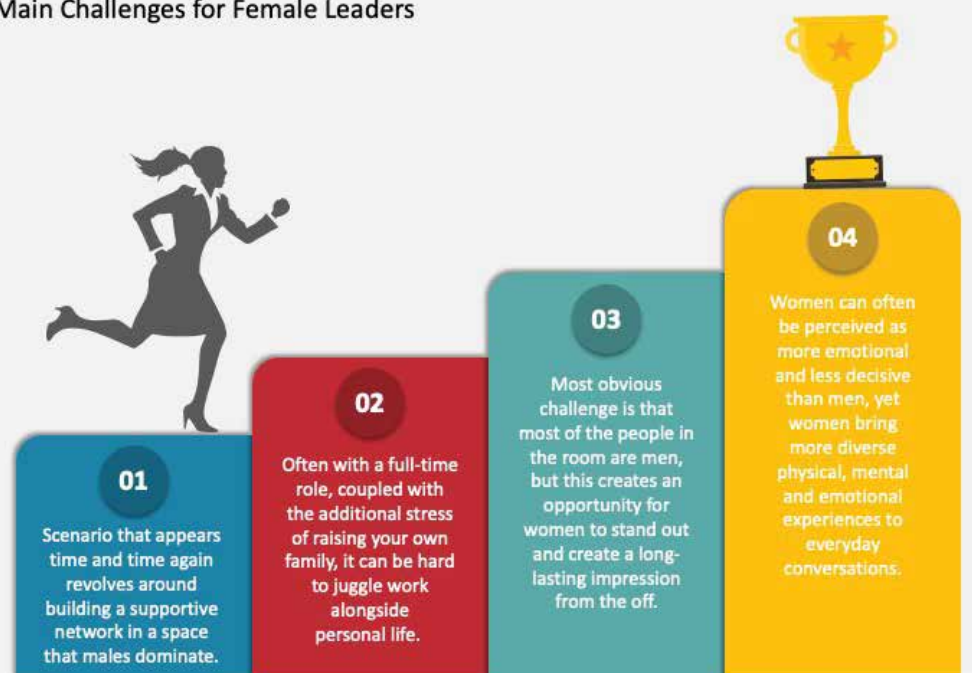 Main Challenges for Female Leaders
01
Scenario that appears
time and time again
revolves around
building a supportive
network in a space
that males dominate.
02
Often with a full-time
role, coupled with
the additional stress
of raising your own
family, it can be hard
to juggle work
alongside
personal life.
03
Most obvious
challenge is that
most of the people in
the room are men,
but this creates an
opportunity for
women to stand out
and create a long-
lasting impression
from the off.
04
Women can often
be perceived as
more emotional
and less decisive
than men, yet
women bring
more diverse
physical, mental
and emotional
experiences to
everyday
conversations.